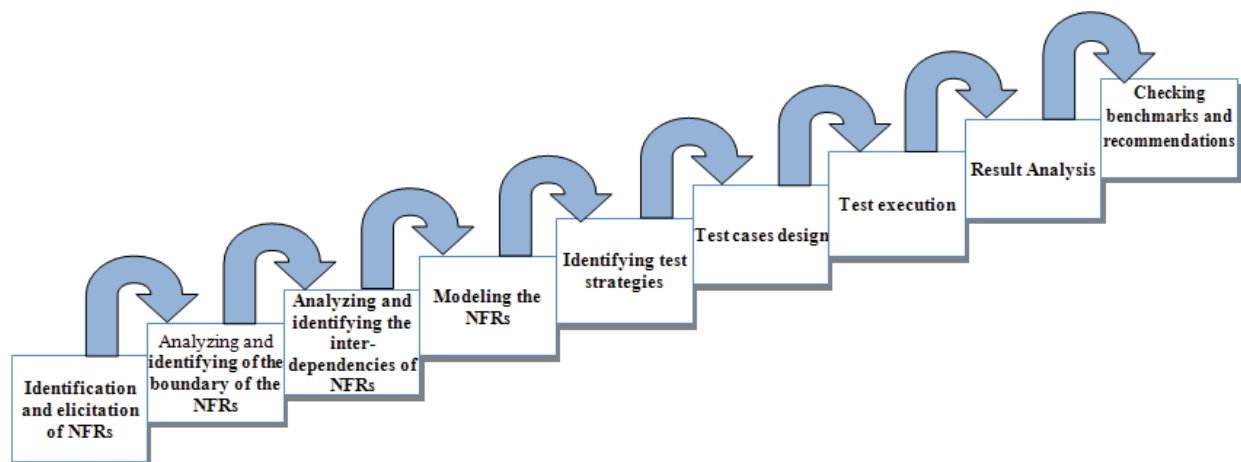 Identification
and elicitation
of NFRs
Analyzing and
identifying of the
boundary of the
NFRs
Analyzing and
identifying the
inter-
dependencies of
NFRs
Modeling the
NFRs
Identifying test
strategies
Test cases design
Test execution
Result Analysis
Checking
benchmarks and
recommendations